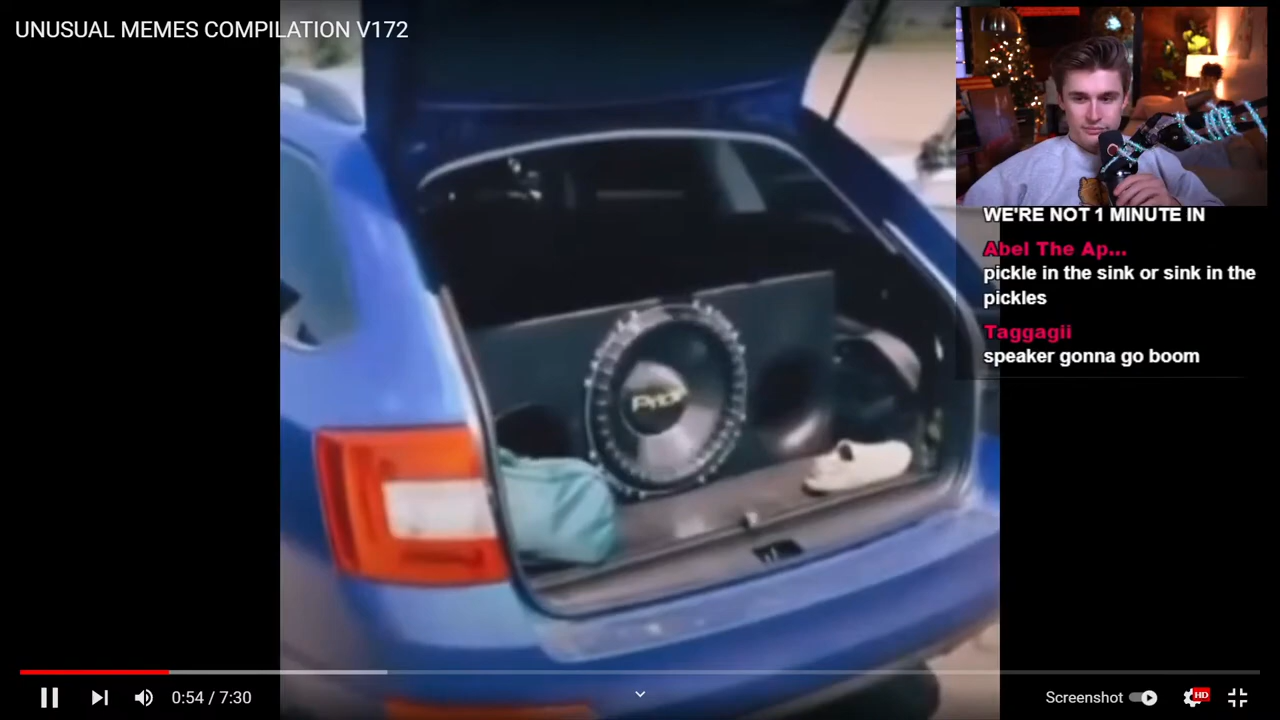 UNUSUAL MEMES COMPILATION V172
WE'RE NOT 1 MINUTE IN
Abel The Ap...
pickle in the sink or sink in the
pickles
Taggagii
speaker gonna go boom
0:54 / 7:30
Screenshot
HD